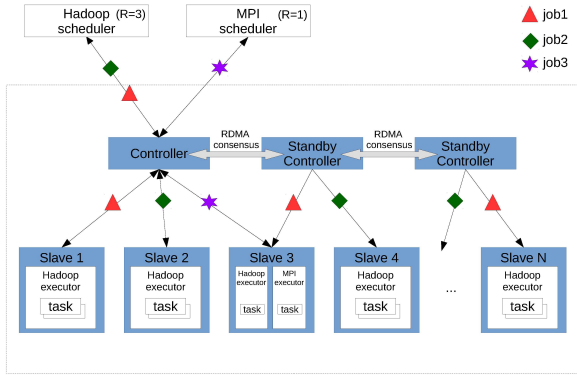 Hadoop (R=3)
scheduler
MPI (R=1)
scheduler
job1
job2
job3
RDMA
consensus
RDMA
consensus
Controller
Standby
Controller
Standby
Controller
Slave 1
Slave 2
Slave 3
Slave 4
Slave N
Hadoop
executor
task
Hadoop
executor
task
Hadoop
executor
task
MPI
executor
task
Hadoop
executor
task
...
Hadoop
executor
task